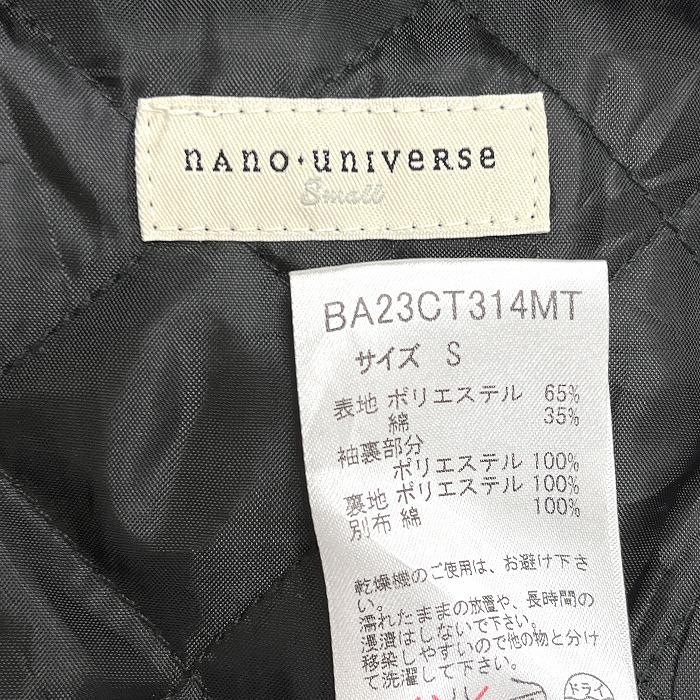 nano・universe
Small
BA23CT314MT
サイズ S
表地 ポリエステル 65%
綿 35%
袖裏部分
ポリエステル 100%
裏地 ポリエステル 100%
別布 綿 100%
乾燥機のご使用は、お避け下さ
い。
濡れたままの放置や、長時間の
浸漬はしないで下さい。
移染しやすいので他の物と分け
て洗濯して下さい。
ドライ